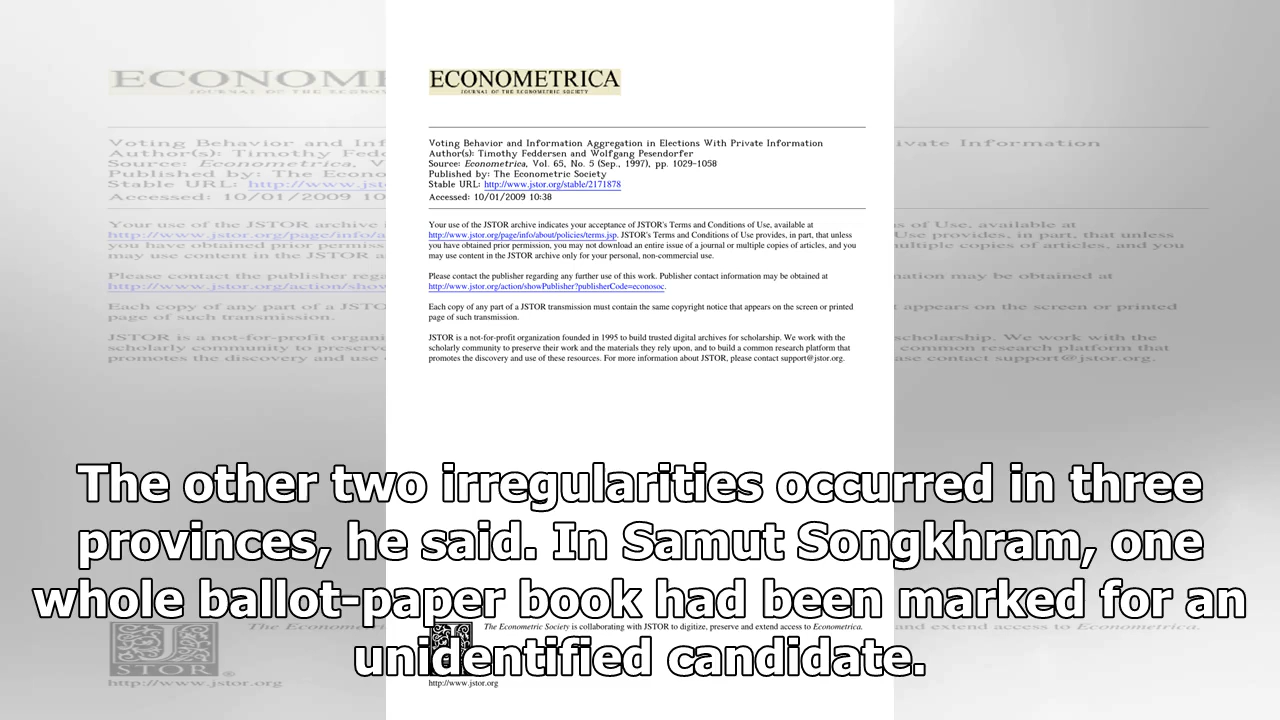 ECONOMETRICA
JOURNAL OF THE ECONOMETRIC SOCIETY
Voting Behavior and Information Aggregation in Elections With Private Information
Author(s): Timothy Feddersen and Wolfgang Pesendorfer
Source: Econometrica, Vol. 65, No. 5 (Sep., 1997), pp. 1029-1058
Published by: The Econometric Society
Stable URL: http://www.jstor.org/stable/2171878
Accessed: 10/01/2009 10:38
Your use of the JSTOR archive indicates your acceptance of JSTOR's Terms and Conditions of Use, available at
http://www.jstor.org/page/info/about/policies/terms.jsp. JSTOR's Terms and Conditions of Use provides, in part, that unless
you have obtained prior permission, you may not download an entire issue of a journal or multiple copies of articles, and you
may use content in the JSTOR archive only for your personal, non-commercial use.
Please contact the publisher regarding any further use of this work. Publisher contact information may be obtained at
http://www.jstor.org/action/showPublisher?publisherCode=econosoc.
Each copy of any part of a JSTOR transmission must contain the same copyright notice that appears on the screen or printed
page of such transmission.
JSTOR is a not-for-profit organization founded in 1995 to build trusted digital archives for scholarship. We work with the
scholarly community to preserve their work and the materials they rely upon, and to build a common research platform that
promotes the discovery and use of these resources. For more information about JSTOR, please contact support@jstor.org.
The other two irregularities occurred in three
provinces, he said. In Samut Songkhram, one
whole ballot-paper book had been marked for an
unidentified candidate.
The Econometric Society is collaborating with JSTOR to digitize, preserve and extend access to Econometrica.
http://www.jstor.org